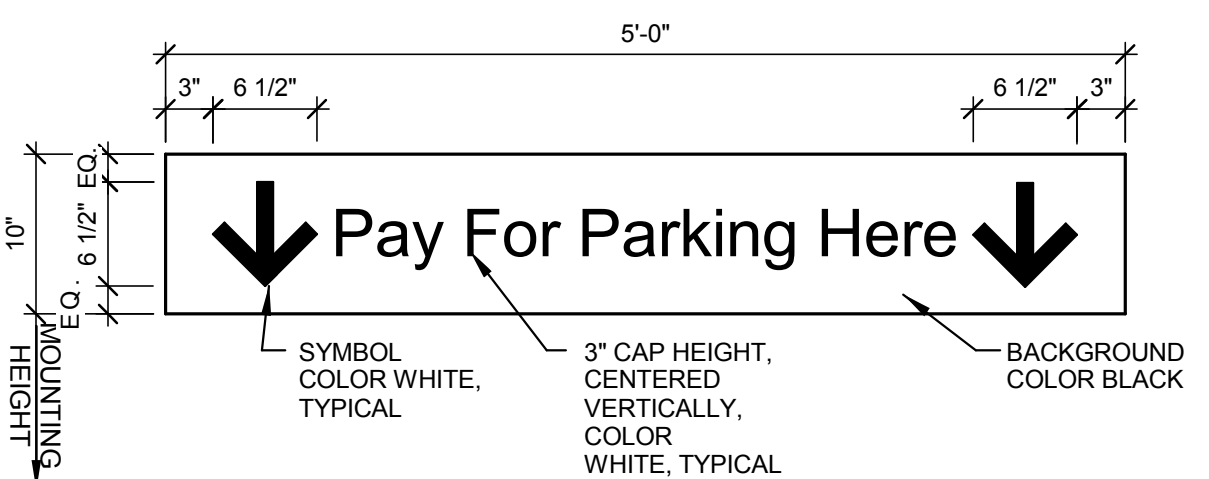 5'-0"
3" 6 1/2" 6 1/2" 3"
EQ.
10"
6 1/2"
EQ.
Pay For Parking Here
MOUNTING
HEIGHT
SYMBOL
COLOR WHITE,
TYPICAL
3" CAP HEIGHT,
CENTERED
VERTICALLY,
COLOR
WHITE, TYPICAL
BACKGROUND
COLOR BLACK